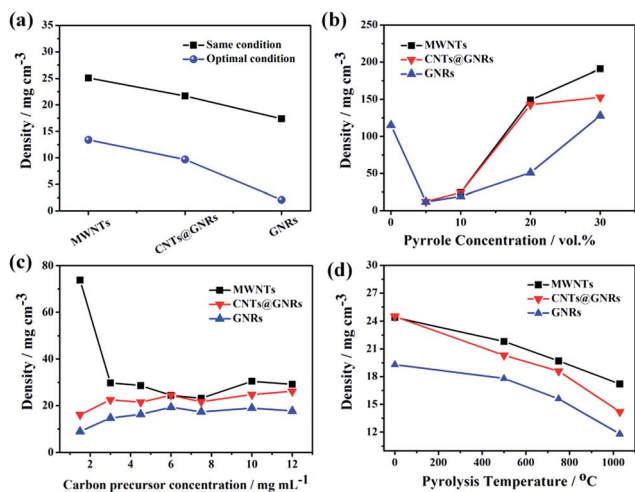 (a)
Density / mg cm-3
35
30
25
20
15
10
5
0
Same condition
Optimal condition
MWNTs
CNTs@GNRs
GNRs
(b)
Density / mg cm-3
250
200
150
100
50
0
MWNTs
CNTs@GNRs
GNRs
0 10 20 30
Pyrrole Concentration / vol.%
(c)
Density / mg cm-3
80
60
40
20
0
MWNTs
CNTs@GNRs
GNRs
2 4 6 8 10 12
Carbon precursor concentration / mg mL-1
(d)
Density / mg cm-3
27
24
21
18
15
12
MWNTs
CNTs@GNRs
GNRs
0 200 400 600 800 1000
Pyrolysis Temperature / oC